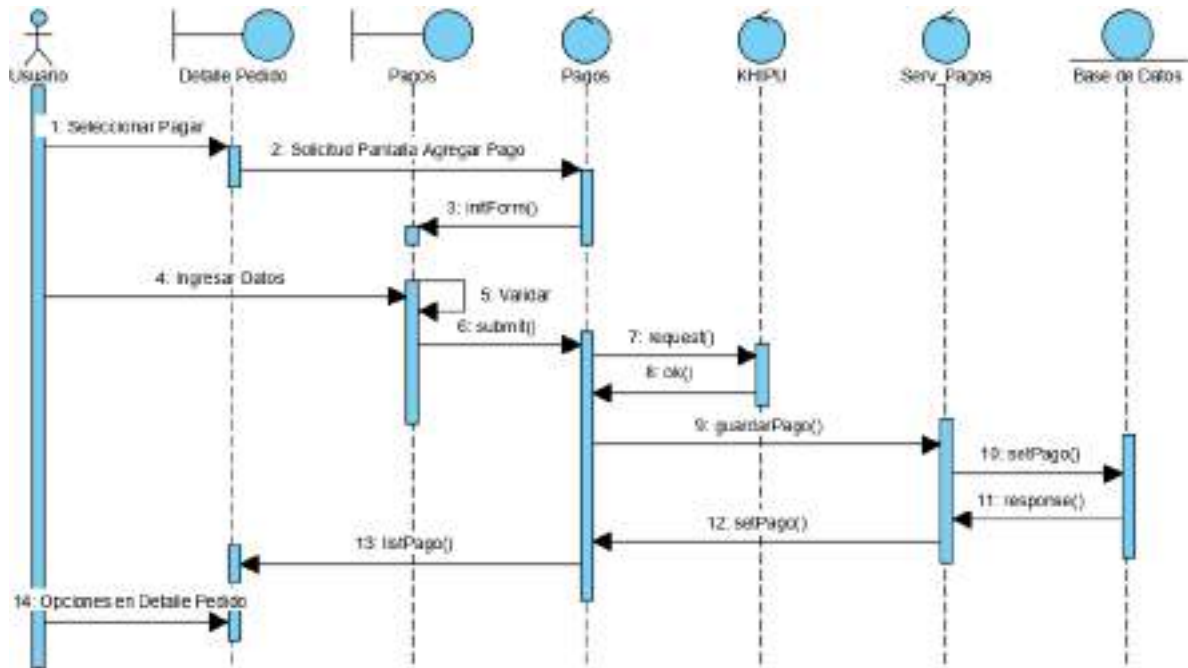 Usuario
Detalle Pedido
Pagos
Pagos
KHIPU
Serv_Pagos
Base de Datos
1: Seleccionar Pagar
2: Solicitud Pantalla Agregar Pago
3: initForm()
4: Ingresar Datos
5: Validar
6: submit()
7: request()
8: ok()
9: guardarPago()
10: setPago()
11: response()
12: setPago()
13: listPago()
14: Opciones en Detalle Pedido